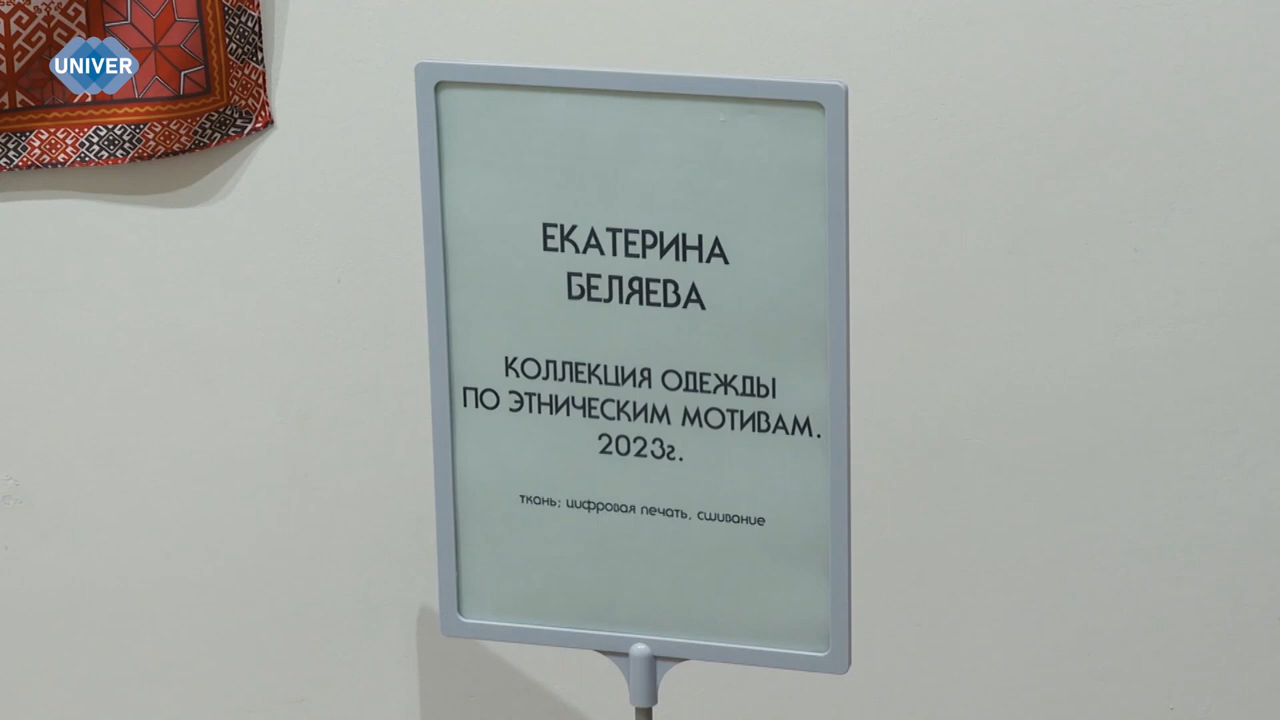 UNIVER
ЕКАТЕРИНА
БЕЛЯЕВА
КОЛЛЕКЦИЯ ОДЕЖДЫ
ПО ЭТНИЧЕСКИМ МОТИВАМ.
2023г.
ткань; цифровая печать, сшивание